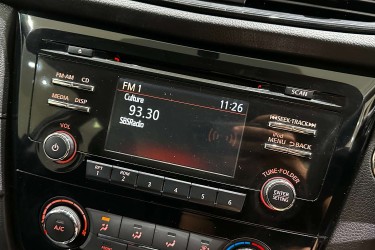 FM-AM CD
SCAN
MEDIA DISP
FM 1
Cultura 11:26
93.30
SBSRadio
SEEK·TRACK
iPod
MENU BACK
VOL
TUNE·FOLDER
ENTER
SETTING
1 2 3 4 5 6
A/C